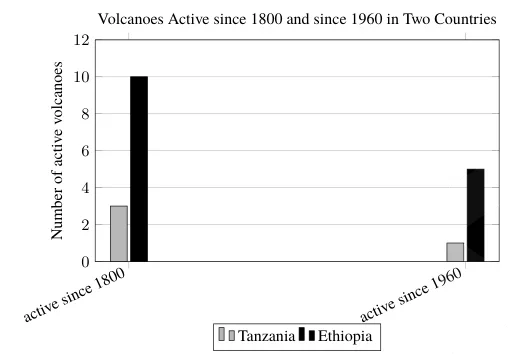 Volcanoes Active since 1800 and since 1960 in Two Countries
Number of active volcanoes
12
10
8
6
4
2
0
active since 1800
active since 1960
Tanzania
Ethiopia